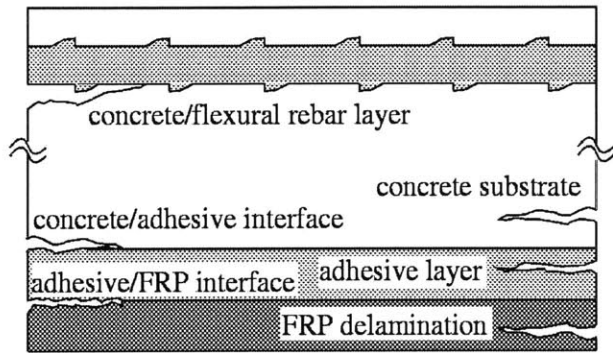 concrete/flexural rebar layer
concrete substrate
concrete/adhesive interface
adhesive/FRP interface
adhesive layer
FRP delamination